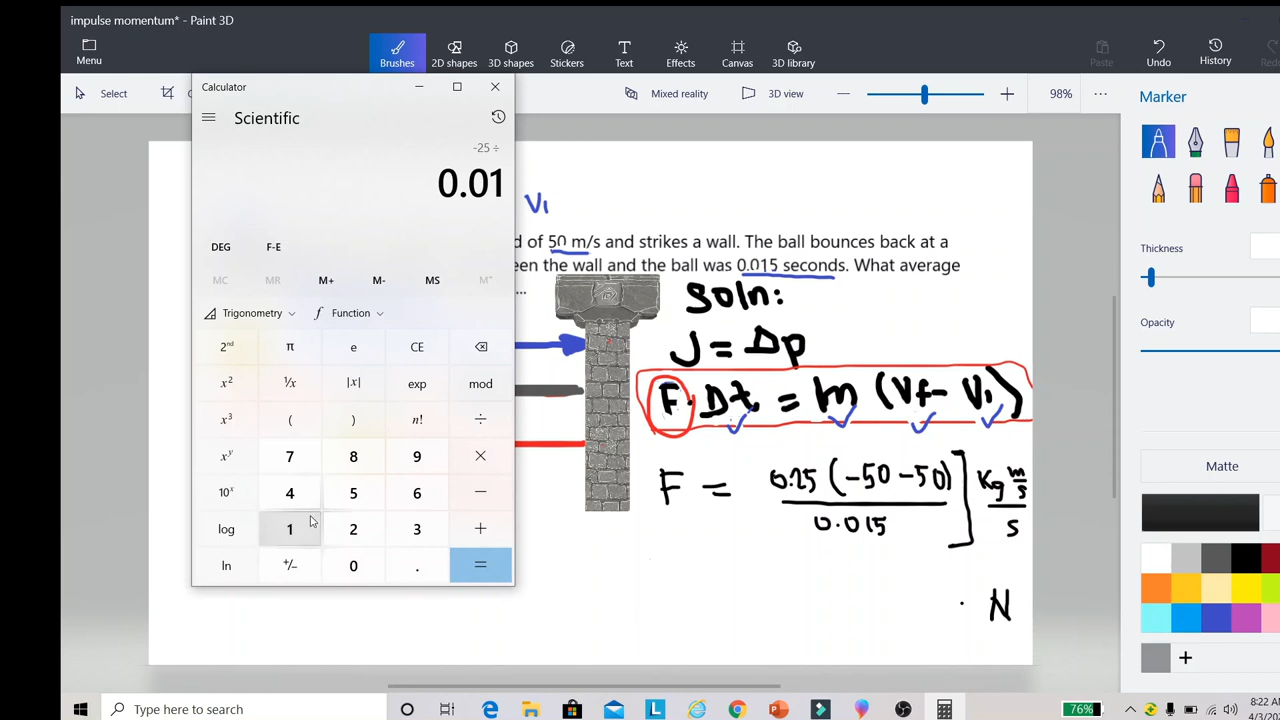 impulse momentum* - Paint 3D
Menu
Brushes
2D shapes
3D shapes
Stickers
Text
Effects
Canvas
3D library
Paste
Undo
History
Select
Mixed reality
3D view
98%
Marker
Thickness
Opacity
Matte
Calculator
Scientific
-25 ÷
0.01
DEG
F-E
MC
MR
M+
M-
MS
M˅
Trigonometry
f Function
2ⁿᵈ π e CE
x² ¹/x |x| exp mod
x³ ( ) n! ÷
xʸ 7 8 9 ×
10ˣ 4 5 6 −
log 1 2 3 +
ln +/− 0 . =
V1
d of 50 m/s and strikes a wall. The ball bounces back at a
een the wall and the ball was 0.015 seconds. What average
...
Soln:
J = Δp
F · Δt = m (Vf - Vi)
F = 0.25 (-50 -50)] Kg m/s
0.015 s
. N
Type here to search
76%
8:22 A